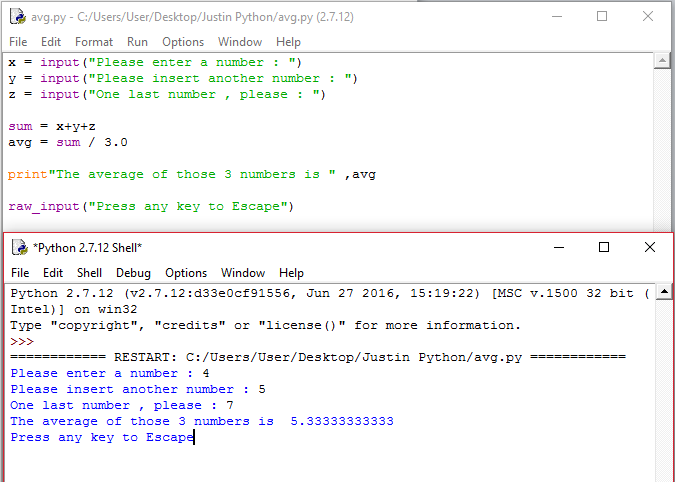 avg.py - C:/Users/User/Desktop/Justin Python/avg.py (2.7.12)
File Edit Format Run Options Window Help
x = input("Please enter a number : ")
y = input("Please insert another number : ")
z = input("One last number , please : ")
sum = x+y+z
avg = sum / 3.0
print"The average of those 3 numbers is " ,avg
raw_input("Press any key to Escape")
*Python 2.7.12 Shell*
File Edit Shell Debug Options Window Help
Python 2.7.12 (v2.7.12:d33e0cf91556, Jun 27 2016, 15:19:22) [MSC v.1500 32 bit (
Intel)] on win32
Type "copyright", "credits" or "license()" for more information.
>>>
============ RESTART: C:/Users/User/Desktop/Justin Python/avg.py ============
Please enter a number : 4
Please insert another number : 5
One last number , please : 7
The average of those 3 numbers is  5.33333333333
Press any key to Escape